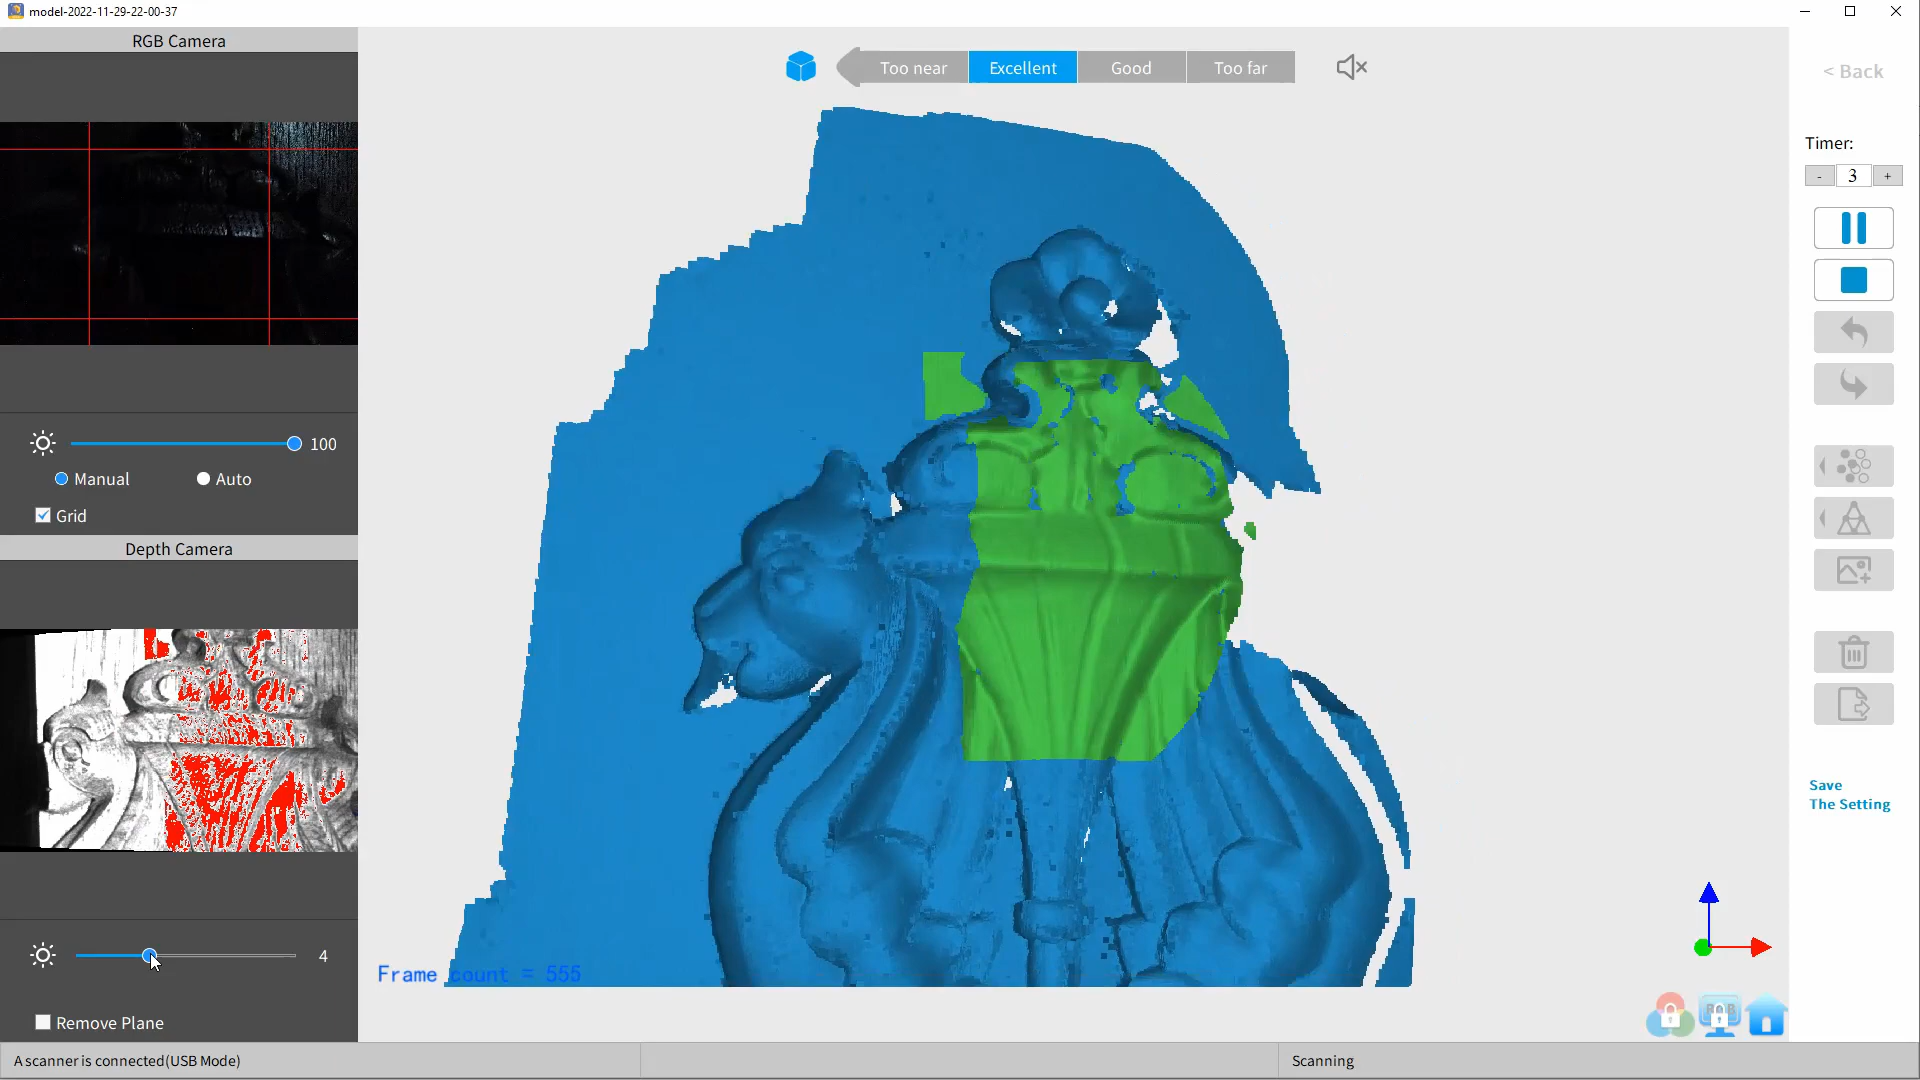 model-2022-11-29-22-00-37
RGB Camera
Too near
Excellent
Good
Too far
< Back
Timer:
- 3 +
100
Manual
Auto
Grid
Depth Camera
4
Remove Plane
Frame count = 555
Save
The Setting
RGB
A scanner is connected(USB Mode)
Scanning